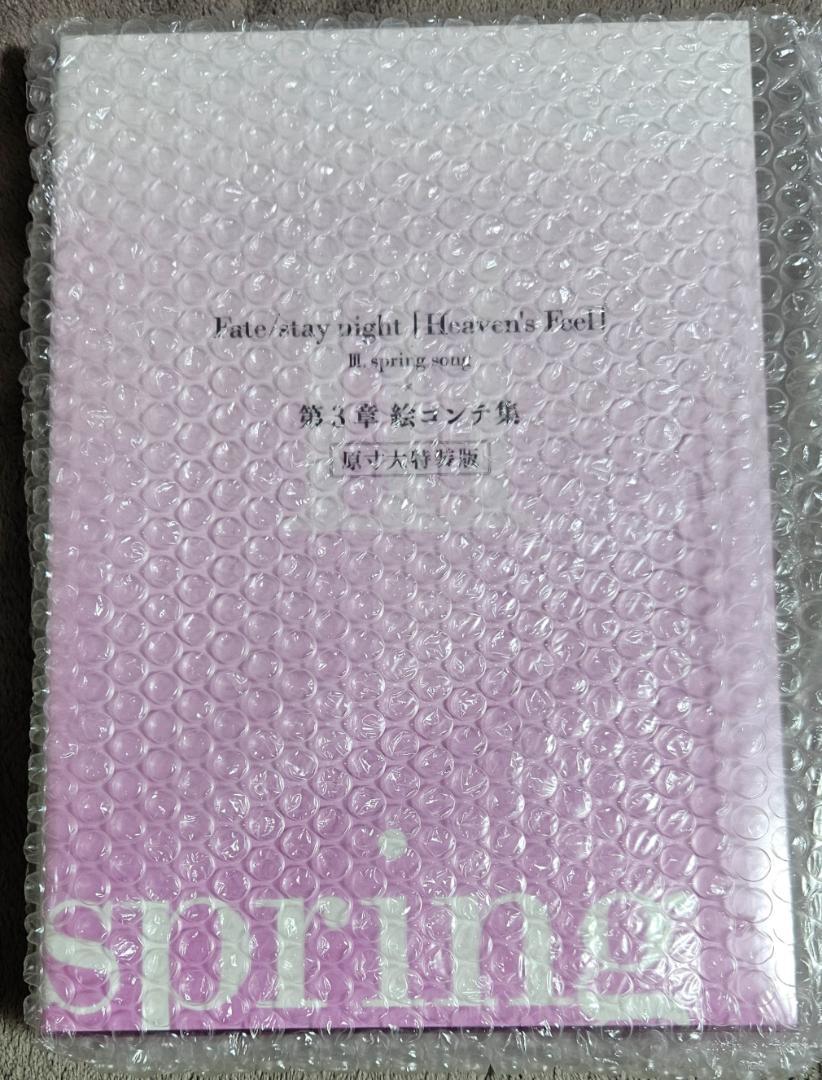 Fate/stay night [Heaven's Feel]
III. spring song
第3章 絵コンテ集
原寸大特装版
spring